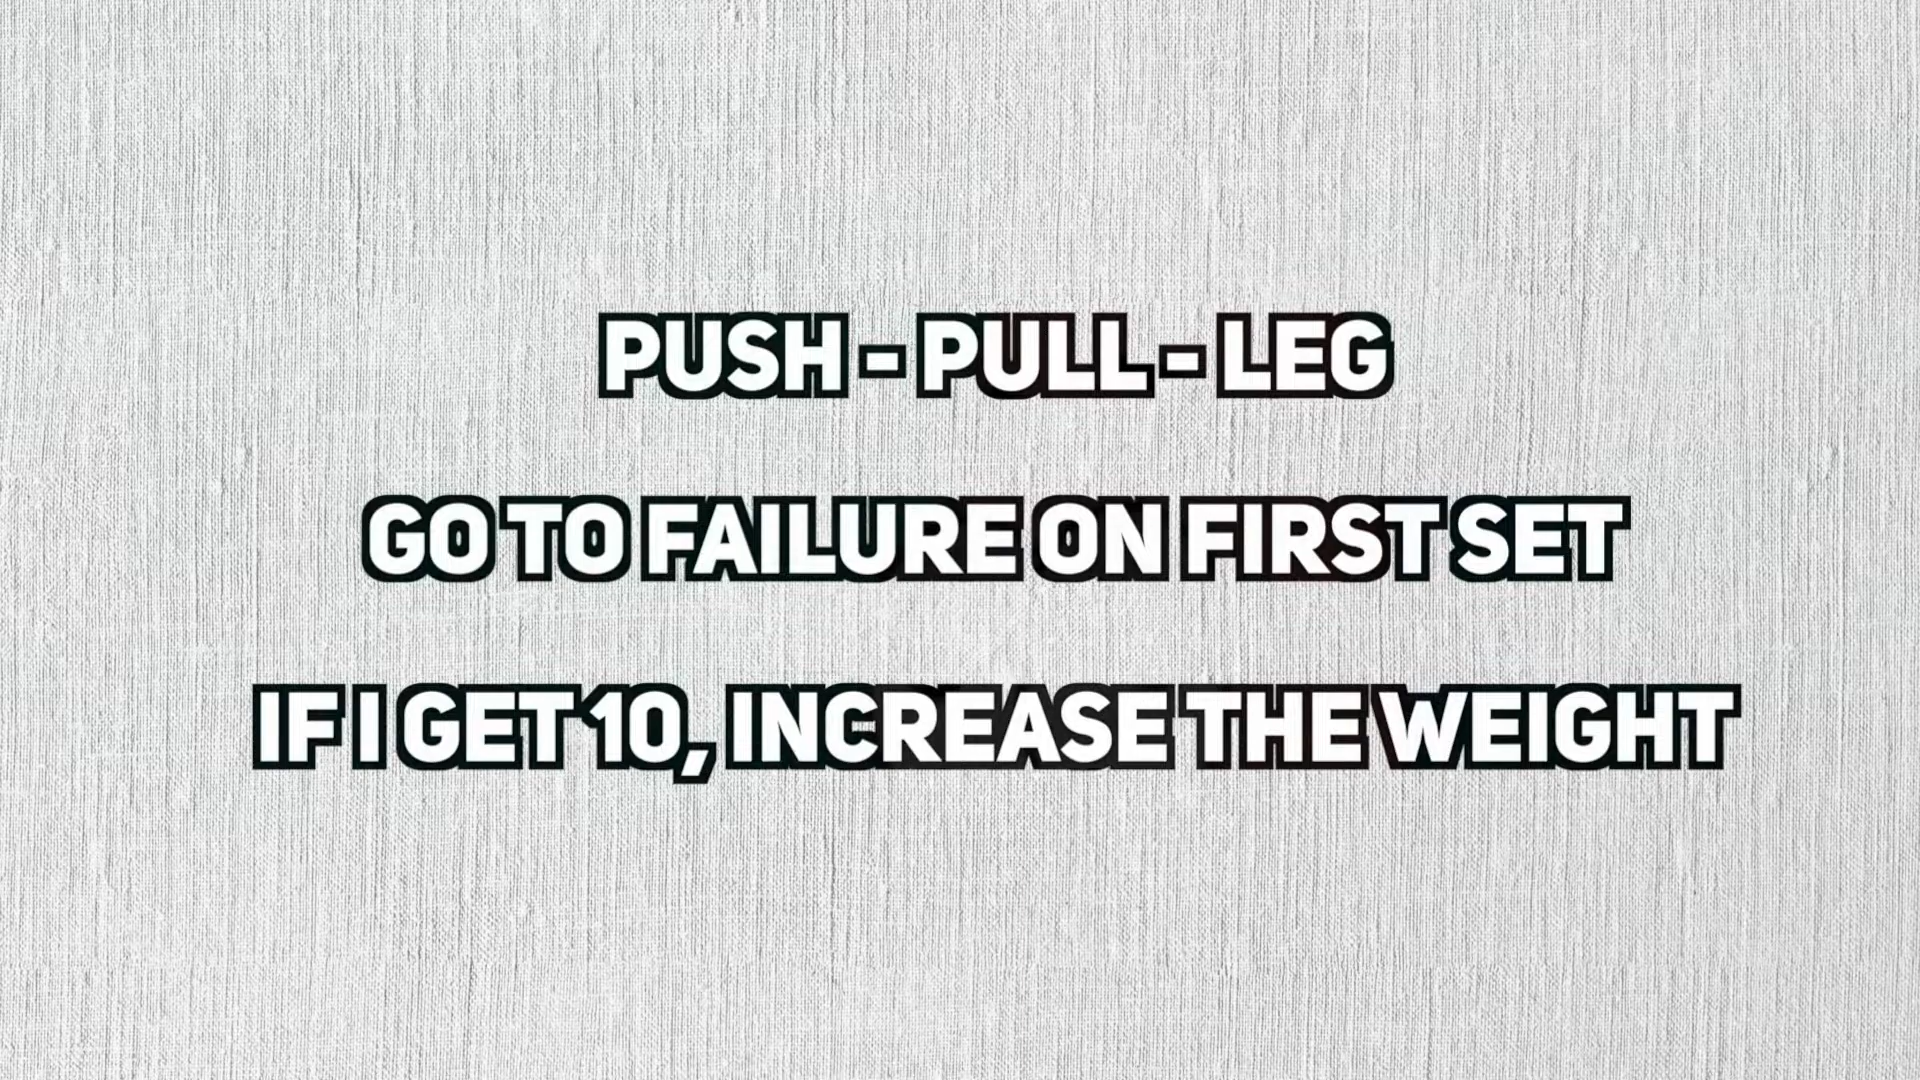 PUSH - PULL - LEG
GO TO FAILURE ON FIRST SET
IF I GET 10, INCREASE THE WEIGHT